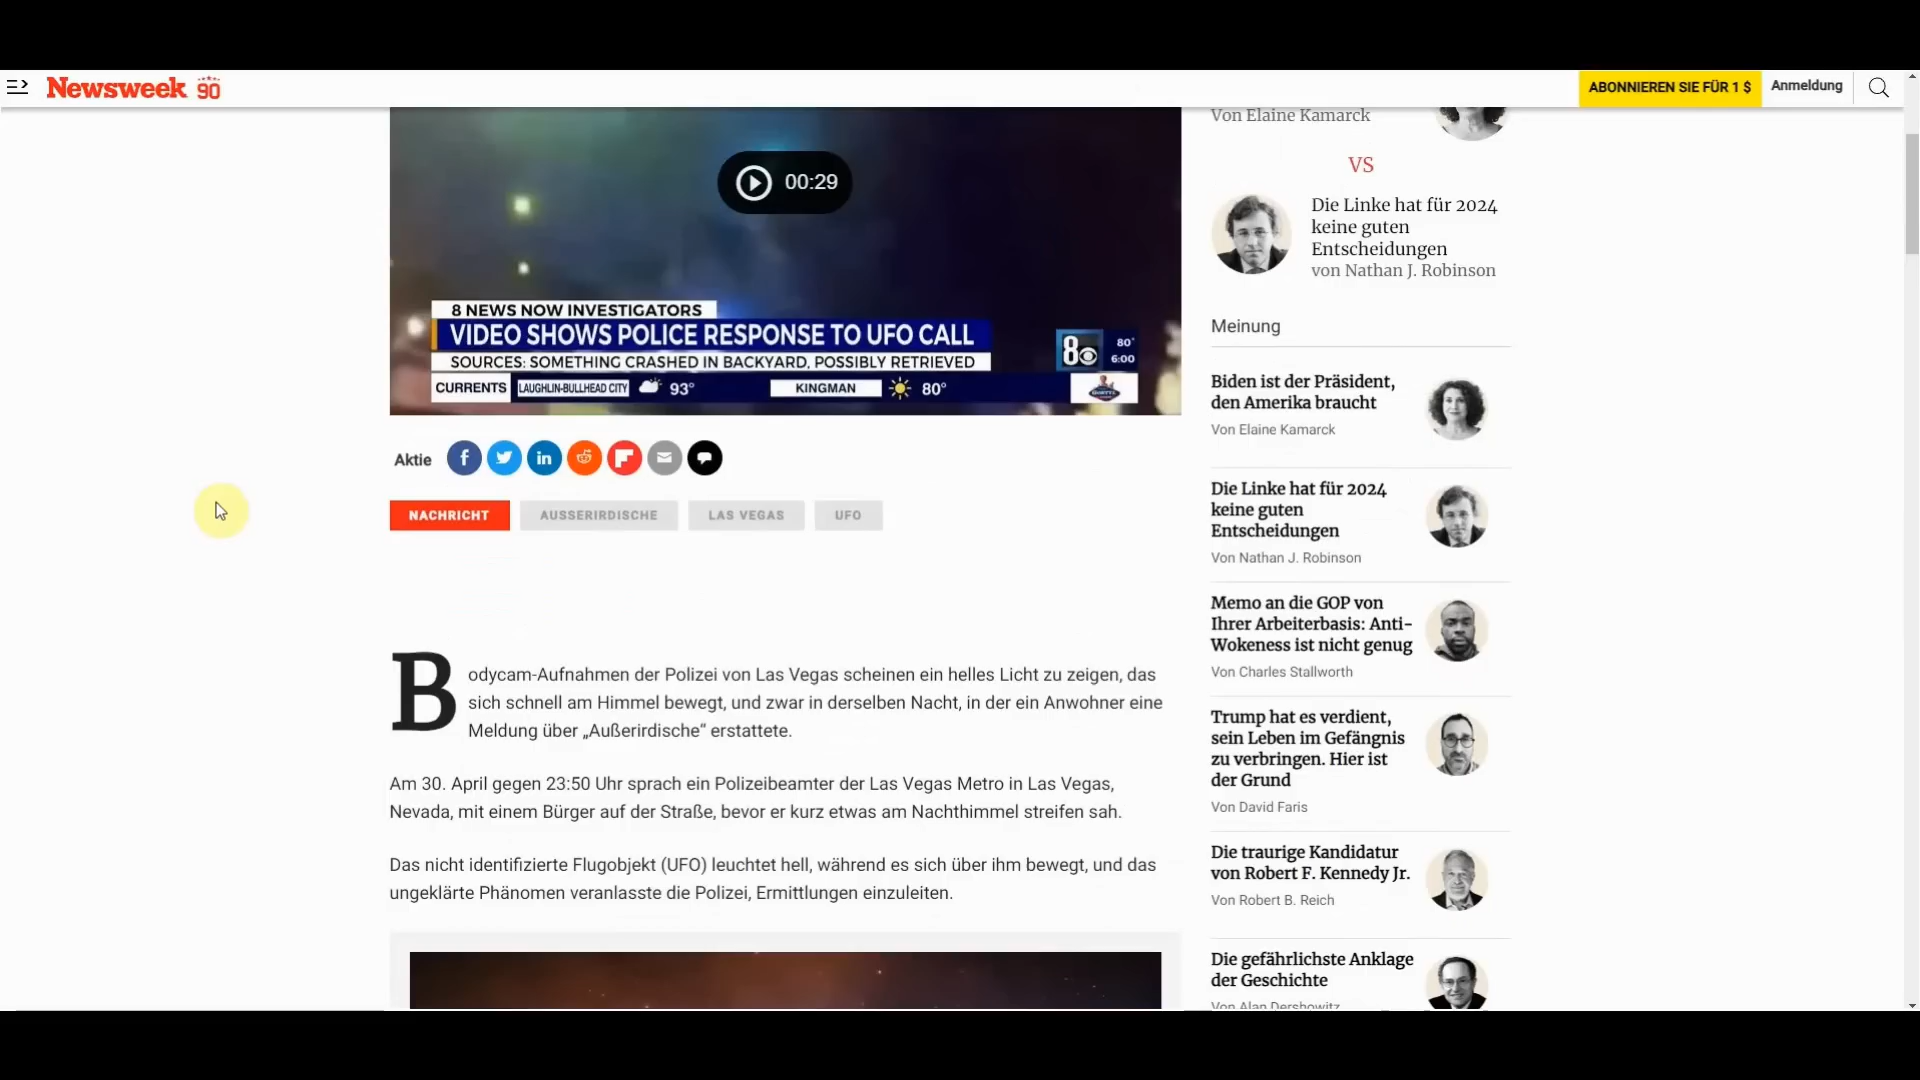 Newsweek 90
ABONNIEREN SIE FÜR 1 $
Anmeldung
00:29
8 NEWS NOW INVESTIGATORS
VIDEO SHOWS POLICE RESPONSE TO UFO CALL
SOURCES: SOMETHING CRASHED IN BACKYARD, POSSIBLY RETRIEVED
CURRENTS LAUGHLIN-BULLHEAD CITY 93° KINGMAN 80°
8
80°
6:00
Aktie
NACHRICHT
AUSSERIRDISCHE
LAS VEGAS
UFO
Bodycam-Aufnahmen der Polizei von Las Vegas scheinen ein helles Licht zu zeigen, das
sich schnell am Himmel bewegt, und zwar in derselben Nacht, in der ein Anwohner eine
Meldung über „Außerirdische“ erstattete.
Am 30. April gegen 23:50 Uhr sprach ein Polizeibeamter der Las Vegas Metro in Las Vegas,
Nevada, mit einem Bürger auf der Straße, bevor er kurz etwas am Nachthimmel streifen sah.
Das nicht identifizierte Flugobjekt (UFO) leuchtet hell, während es sich über ihm bewegt, und das
ungeklärte Phänomen veranlasste die Polizei, Ermittlungen einzuleiten.
Von Elaine Kamarck
VS
Die Linke hat für 2024
keine guten
Entscheidungen
von Nathan J. Robinson
Meinung
Biden ist der Präsident,
den Amerika braucht
Von Elaine Kamarck
Die Linke hat für 2024
keine guten
Entscheidungen
Von Nathan J. Robinson
Memo an die GOP von
Ihrer Arbeiterbasis: Anti-
Wokeness ist nicht genug
Von Charles Stallworth
Trump hat es verdient,
sein Leben im Gefängnis
zu verbringen. Hier ist
der Grund
Von David Faris
Die traurige Kandidatur
von Robert F. Kennedy Jr.
Von Robert B. Reich
Die gefährlichste Anklage
der Geschichte
Von Alan Dershowitz